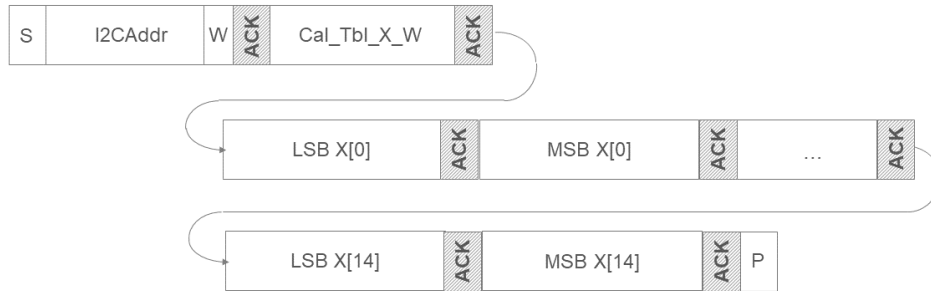 S I2CAddr W ACK Cal_Tbl_X_W ACK
LSB X[0] ACK MSB X[0] ACK ... ACK
LSB X[14] ACK MSB X[14] ACK P